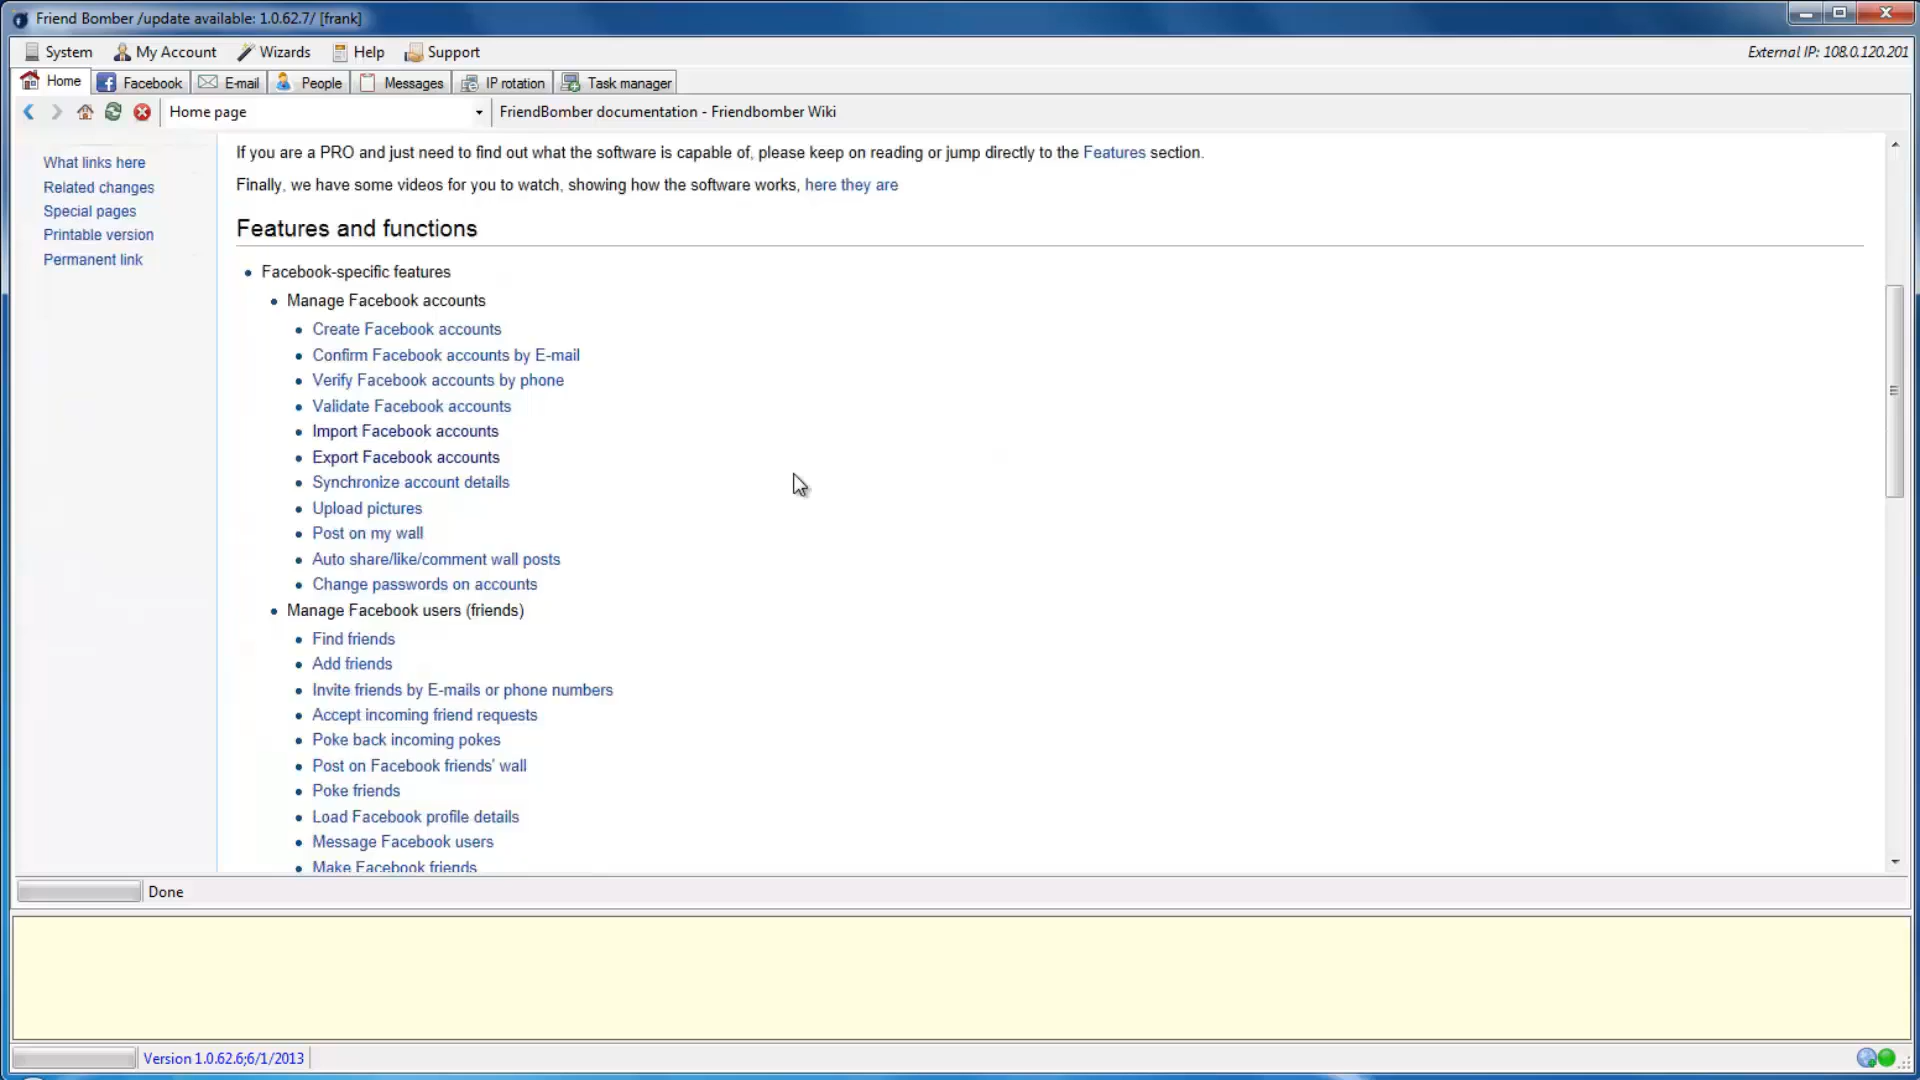 Friend Bomber /update available: 1.0.62.7/ [frank]
System My Account Wizards Help Support External IP: 108.0.120.201
Home Facebook E-mail People Messages IP rotation Task manager
Home page FriendBomber documentation - Friendbomber Wiki
What links here
Related changes
Special pages
Printable version
Permanent link
If you are a PRO and just need to find out what the software is capable of, please keep on reading or jump directly to the Features section.
Finally, we have some videos for you to watch, showing how the software works, here they are
Features and functions
Facebook-specific features
Manage Facebook accounts
Create Facebook accounts
Confirm Facebook accounts by E-mail
Verify Facebook accounts by phone
Validate Facebook accounts
Import Facebook accounts
Export Facebook accounts
Synchronize account details
Upload pictures
Post on my wall
Auto share/like/comment wall posts
Change passwords on accounts
Manage Facebook users (friends)
Find friends
Add friends
Invite friends by E-mails or phone numbers
Accept incoming friend requests
Poke back incoming pokes
Post on Facebook friends' wall
Poke friends
Load Facebook profile details
Message Facebook users
Make Facebook friends
Done
Version 1.0.62.6;6/1/2013